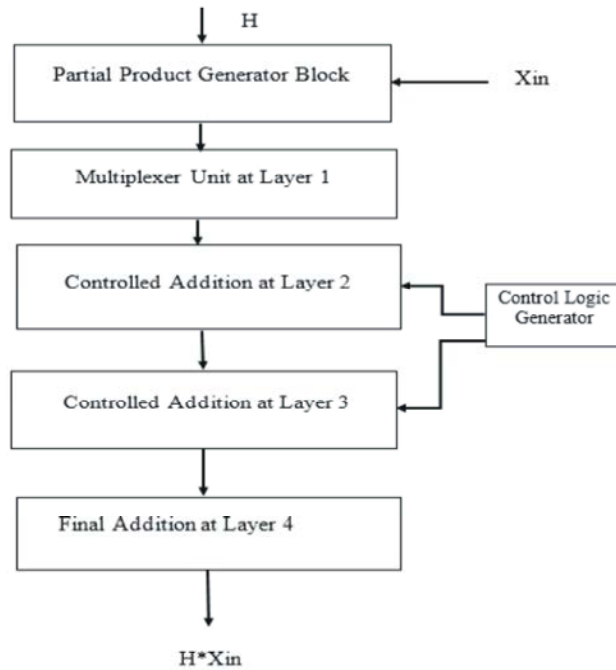 H
Partial Product Generator Block
Xin
Multiplexer Unit at Layer 1
Controlled Addition at Layer 2
Control Logic
Generator
Controlled Addition at Layer 3
Final Addition at Layer 4
H*Xin